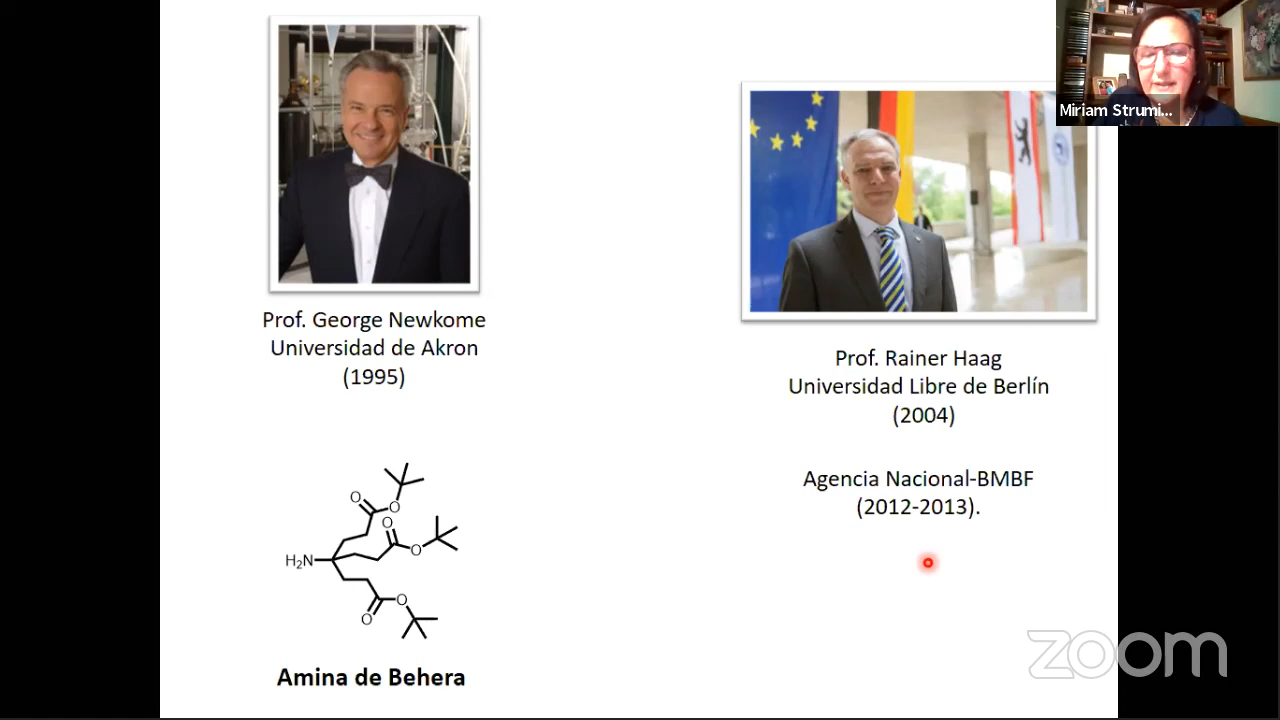 Miriam Strumi...
Prof. George Newkome
Universidad de Akron
(1995)
Prof. Rainer Haag
Universidad Libre de Berlín
(2004)
Agencia Nacional-BMBF
(2012-2013).
O
O
O
O
H₂N
O
O
Amina de Behera
zoom